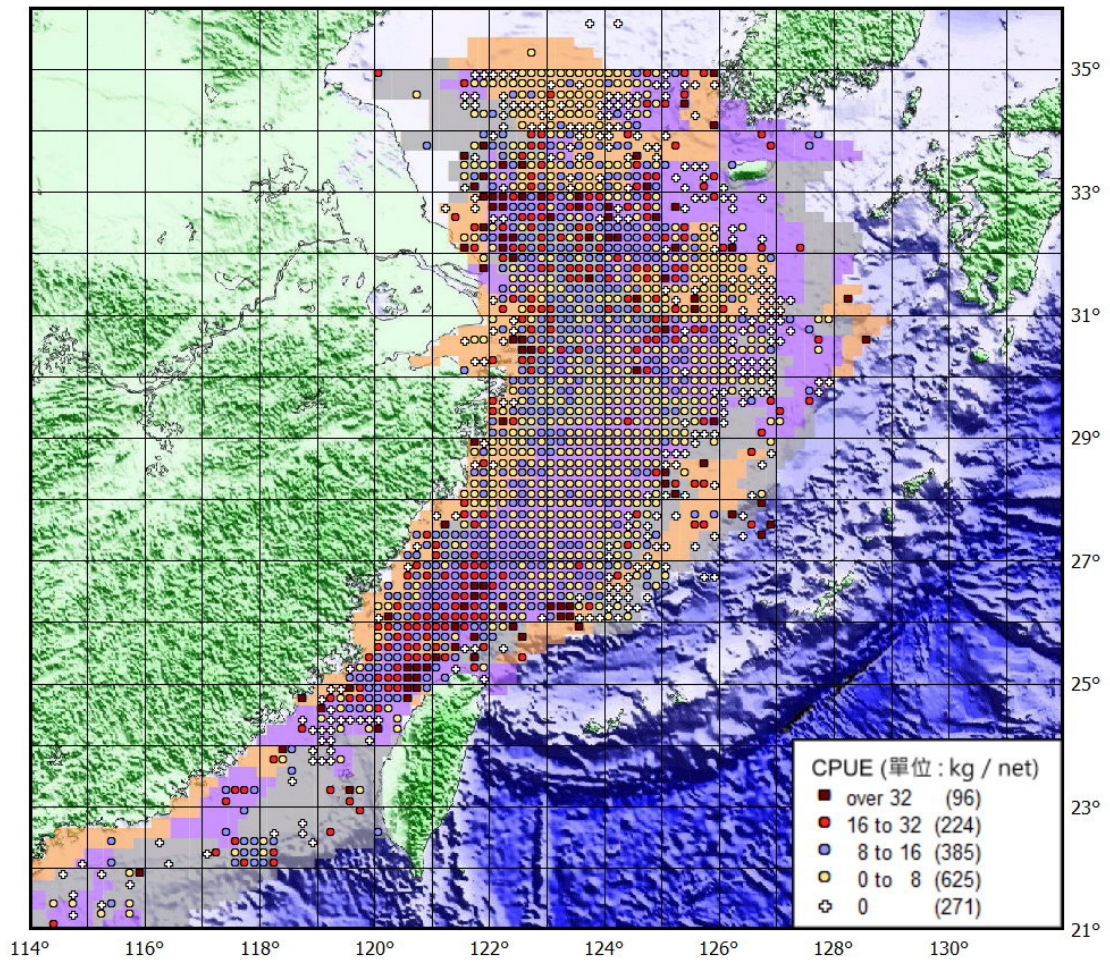 35°
33°
31°
29°
27°
25°
23°
21°
CPUE (單位 : kg / net)
over 32 (96)
16 to 32 (224)
8 to 16 (385)
0 to 8 (625)
0 (271)
114 116° 118° 120° 122° 124° 126° 128° 130°